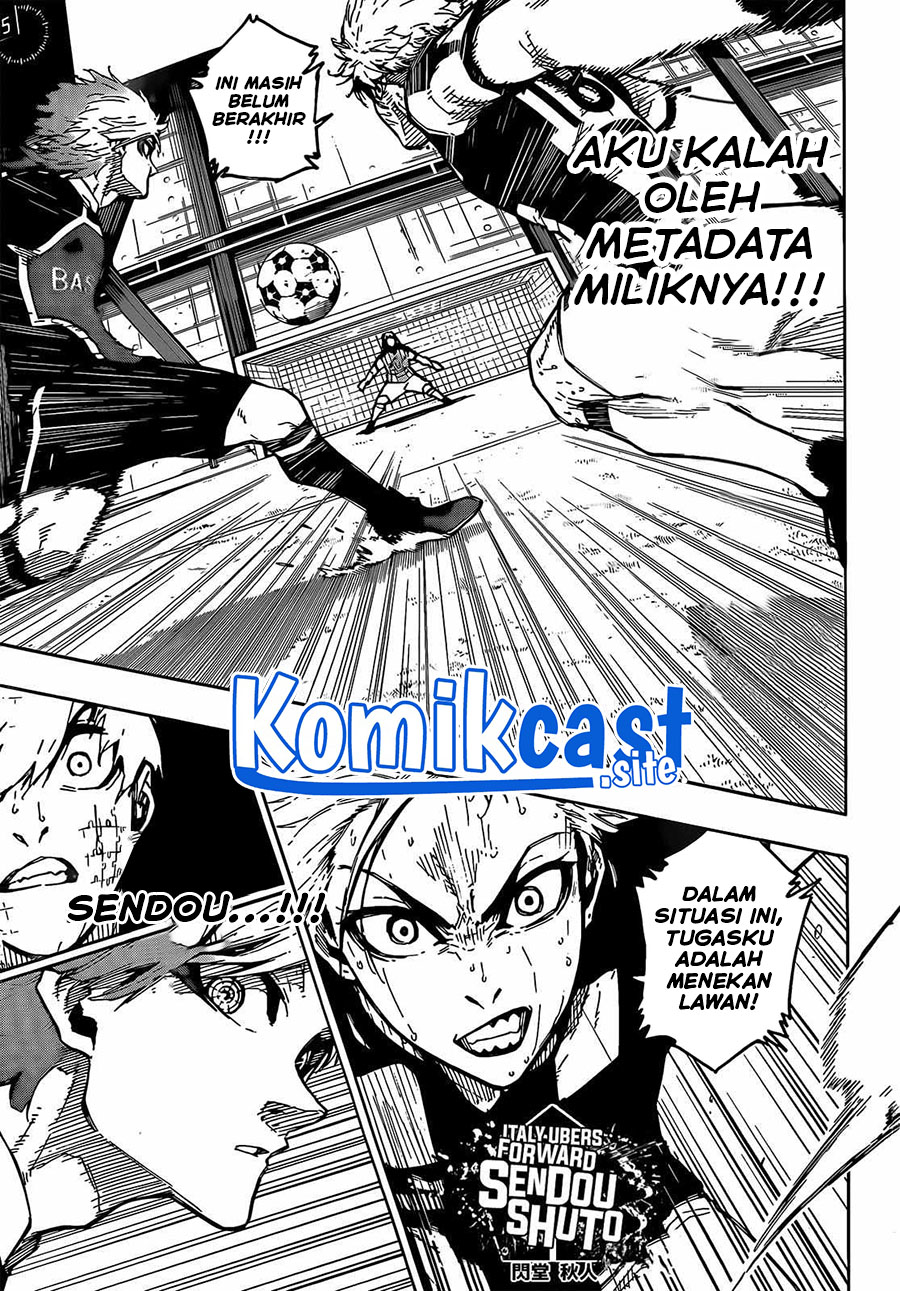 AKU KALAH
OLEH
METADATA
MILIKNYA!!!
INI MASIH
BELUM
BERAKHIR
!!!
5
BAS
Komikcast
.site
DALAM
SITUASI INI,
TUGASKU
ADALAH
MENEKAN
LAWAN!
SENDOU...!!!
ITALY UBERS
FORWARD
SENDOU
SHUTO
閃堂 秋人